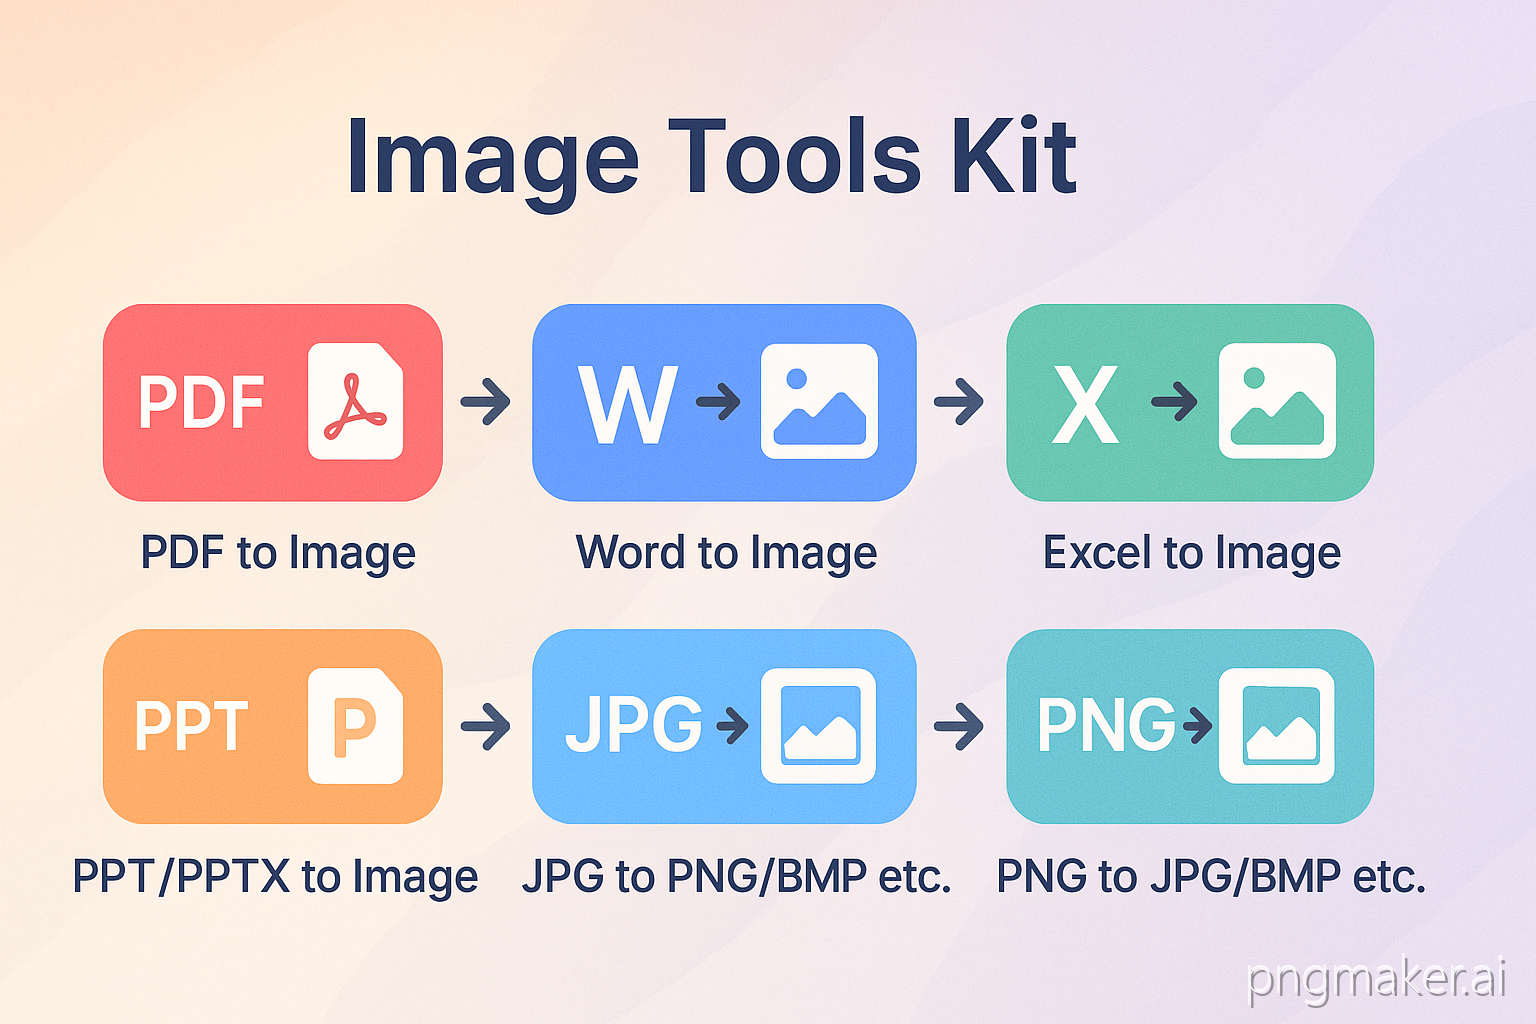 Image Tools Kit
PDF
W
X
PDF to Image
Word to Image
Excel to Image
PPT
P
JPG
PNG
PPT/PPTX to Image
JPG to PNG/BMP etc.
PNG to JPG/BMP etc.
pngmaker.ai